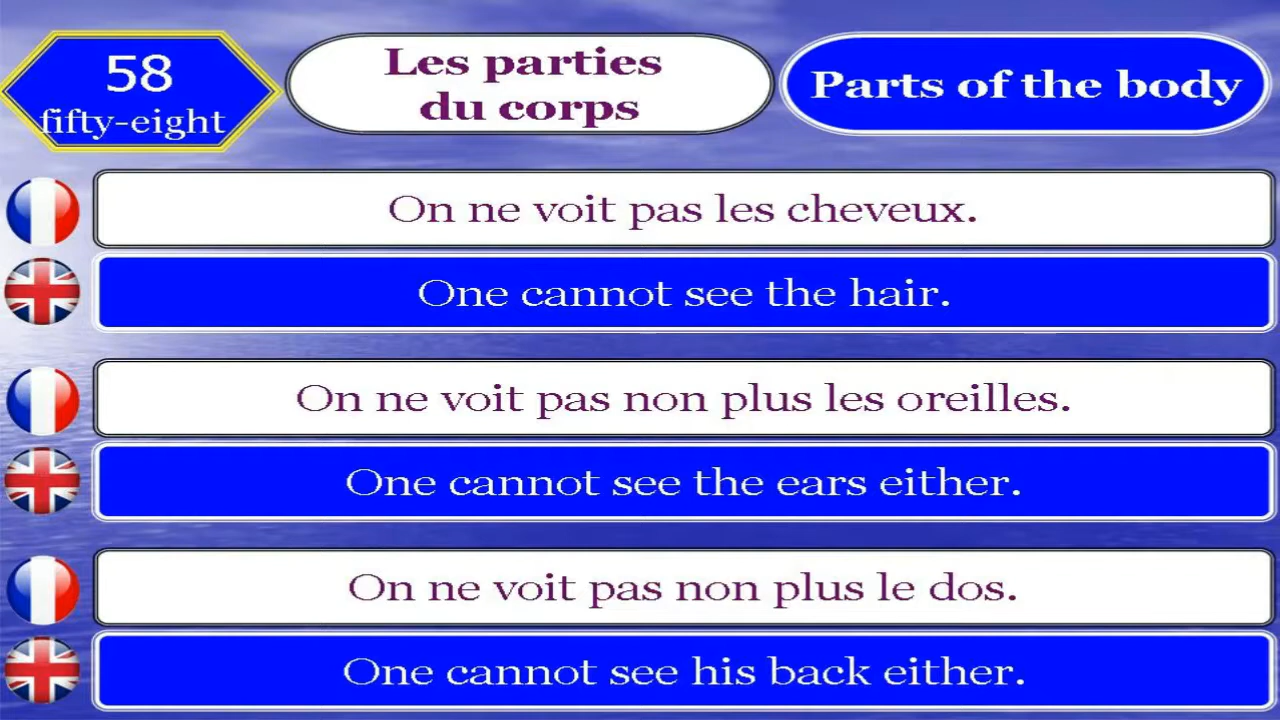 58
fifty-eight
Les parties
du corps
Parts of the body
On ne voit pas les cheveux.
One cannot see the hair.
On ne voit pas non plus les oreilles.
One cannot see the ears either.
On ne voit pas non plus le dos.
One cannot see his back either.